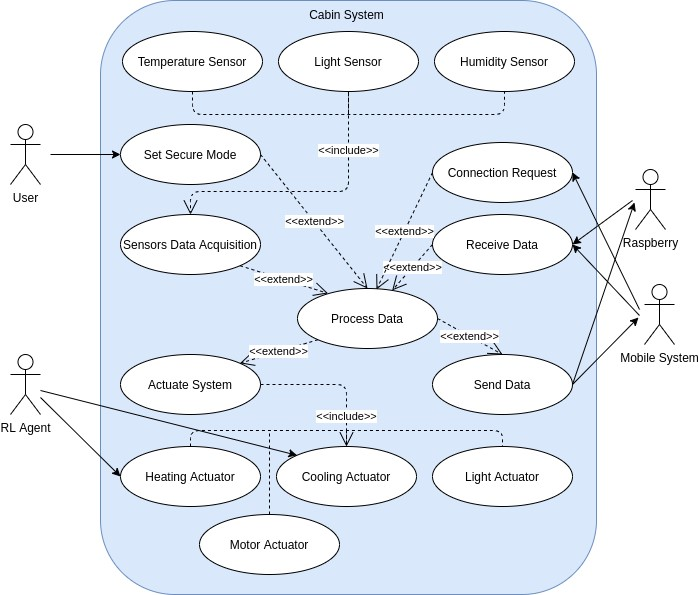 Cabin System
Temperature Sensor
Light Sensor
Humidity Sensor
<<include>>
Set Secure Mode
User
Connection Request
<<extend>>
<<extend>>
Sensors Data Acquisition
Receive Data
Raspberry
<<extend>>
<<extend>>
Process Data
<<extend>>
<<extend>>
Mobile System
Actuate System
Send Data
<<include>>
RL Agent
Heating Actuator
Cooling Actuator
Light Actuator
Motor Actuator